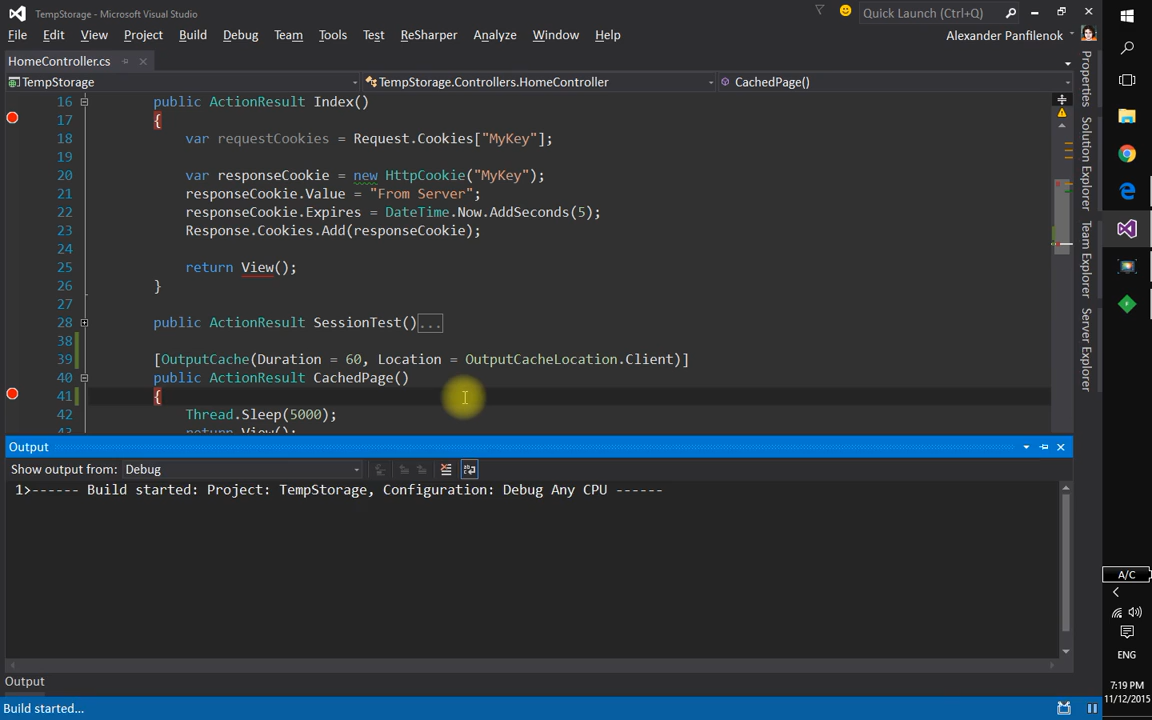 TempStorage - Microsoft Visual Studio
Quick Launch (Ctrl+Q)
File Edit View Project Build Debug Team Tools Test ReSharper Analyze Window Help
Alexander Panfilenok
HomeController.cs
TempStorage
TempStorage.Controllers.HomeController
CachedPage()
16 public ActionResult Index()
17 {
18 var requestCookies = Request.Cookies["MyKey"];
19
20 var responseCookie = new HttpCookie("MyKey");
21 responseCookie.Value = "From Server";
22 responseCookie.Expires = DateTime.Now.AddSeconds(5);
23 Response.Cookies.Add(responseCookie);
24
25 return View();
26 }
27
28 public ActionResult SessionTest()...
38
39 [OutputCache(Duration = 60, Location = OutputCacheLocation.Client)]
40 public ActionResult CachedPage()
41 {
42 Thread.Sleep(5000);
43 return View();
Output
Show output from: Debug
1>------ Build started: Project: TempStorage, Configuration: Debug Any CPU ------
Output
Build started...
Properties
Solution Explorer
Team Explorer
Server Explorer
A/C
ENG
7:19 PM
11/12/2015